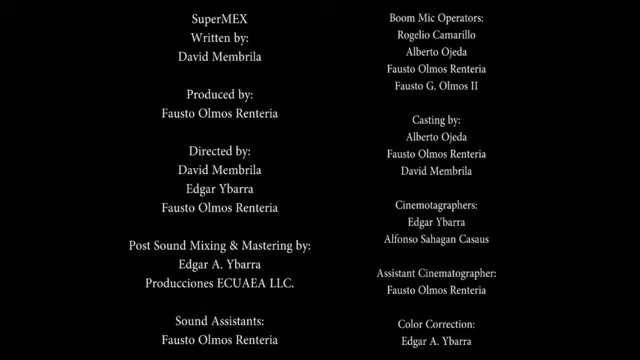 SuperMEX
Written by:
David Membrila
Produced by:
Fausto Olmos Renteria
Directed by:
David Membrila
Edgar Ybarra
Fausto Olmos Renteria
Post Sound Mixing & Mastering by:
Edgar A. Ybarra
Producciones ECUAEA LLC.
Sound Assistants:
Fausto Olmos Renteria
Boom Mic Operators:
Rogelio Camarillo
Alberto Ojeda
Fausto Olmos Renteria
Fausto G. Olmos II
Casting by:
Alberto Ojeda
Fausto Olmos Renteria
David Membrila
Cinemotagraphers:
Edgar Ybarra
Alfonso Sahagan Casaus
Assistant Cinematographer:
Fausto Olmos Renteria
Color Correction:
Edgar A. Ybarra